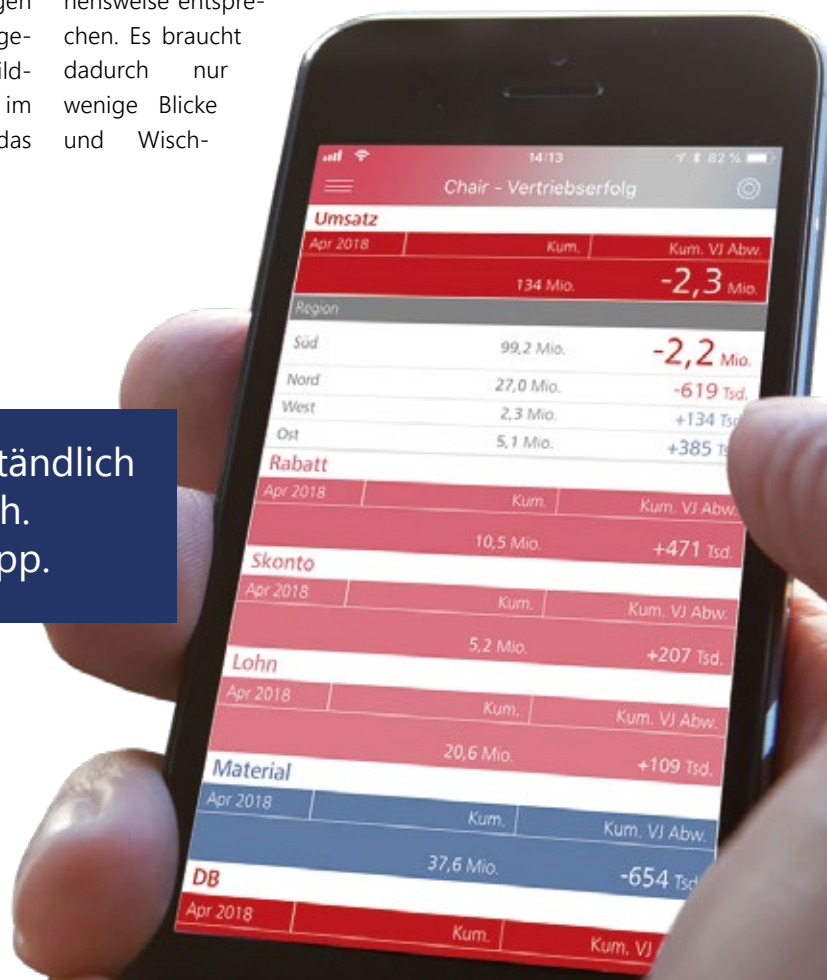 gen
ge-
ild-
im
das
nensweise entspre-
chen. Es braucht
dadurch nur
wenige Blicke
und Wisch-
tändlich
h.
pp.
14:13 82 %
Chair - Vertriebserfolg
Umsatz
Apr 2018 Kum. Kum. VJ Abw.
134 Mio. -2,3 Mio.
Region
Süd 99,2 Mio. -2,2 Mio.
Nord 27,0 Mio. -619 Tsd.
West 2,3 Mio. +134 Tsd
Ost 5,1 Mio. +385 Ts
Rabatt
Apr 2018 Kum. Kum. VJ Abw.
10,5 Mio. +471 Tsd.
Skonto
Apr 2018 Kum. Kum. VJ Abw.
5,2 Mio. +207 Tsd.
Lohn
Apr 2018 Kum. Kum. VJ Abw.
20,6 Mio. +109 Tsd.
Material
Apr 2018 Kum. Kum. VJ Abw.
37,6 Mio. -654 Tsd
DB
Apr 2018 Kum. Kum. VJ